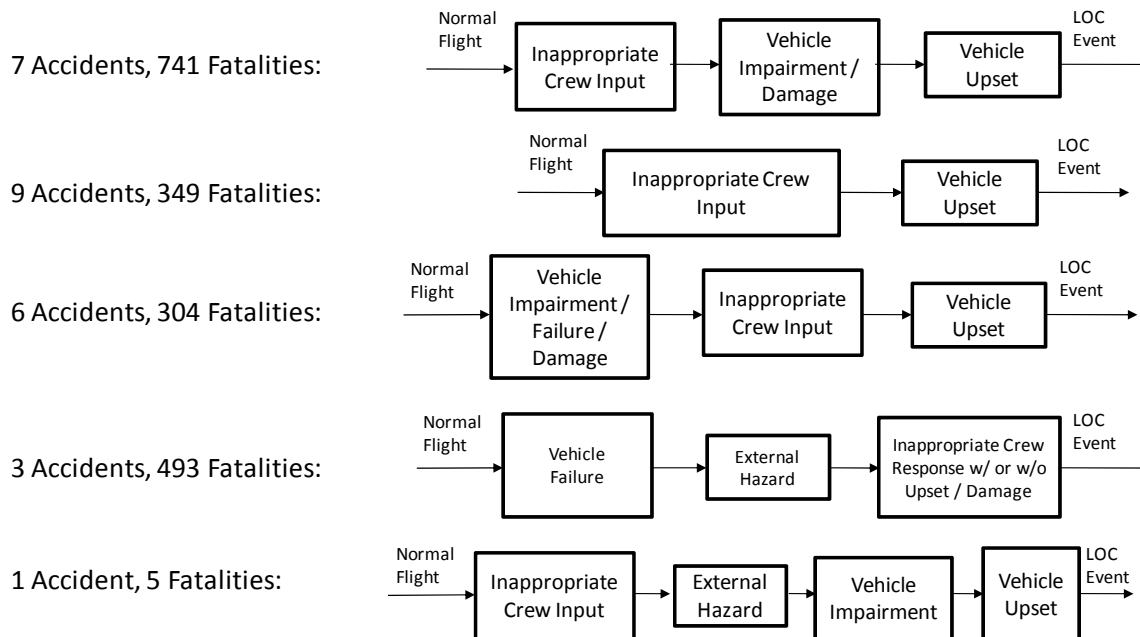 Normal
Flight
LOC
Event
7 Accidents, 741 Fatalities:
Inappropriate
Crew Input
Vehicle
Impairment /
Damage
Vehicle
Upset
Normal
Flight
LOC
Event
9 Accidents, 349 Fatalities:
Inappropriate Crew
Input
Vehicle
Upset
Normal
Flight
LOC
Event
6 Accidents, 304 Fatalities:
Vehicle
Impairment /
Failure /
Damage
Inappropriate
Crew Input
Vehicle
Upset
Normal
Flight
LOC
Event
3 Accidents, 493 Fatalities:
Vehicle
Failure
External
Hazard
Inappropriate Crew
Response w/ or w/o
Upset / Damage
Normal
Flight
LOC
Event
1 Accident, 5 Fatalities:
Inappropriate
Crew Input
External
Hazard
Vehicle
Impairment
Vehicle
Upset